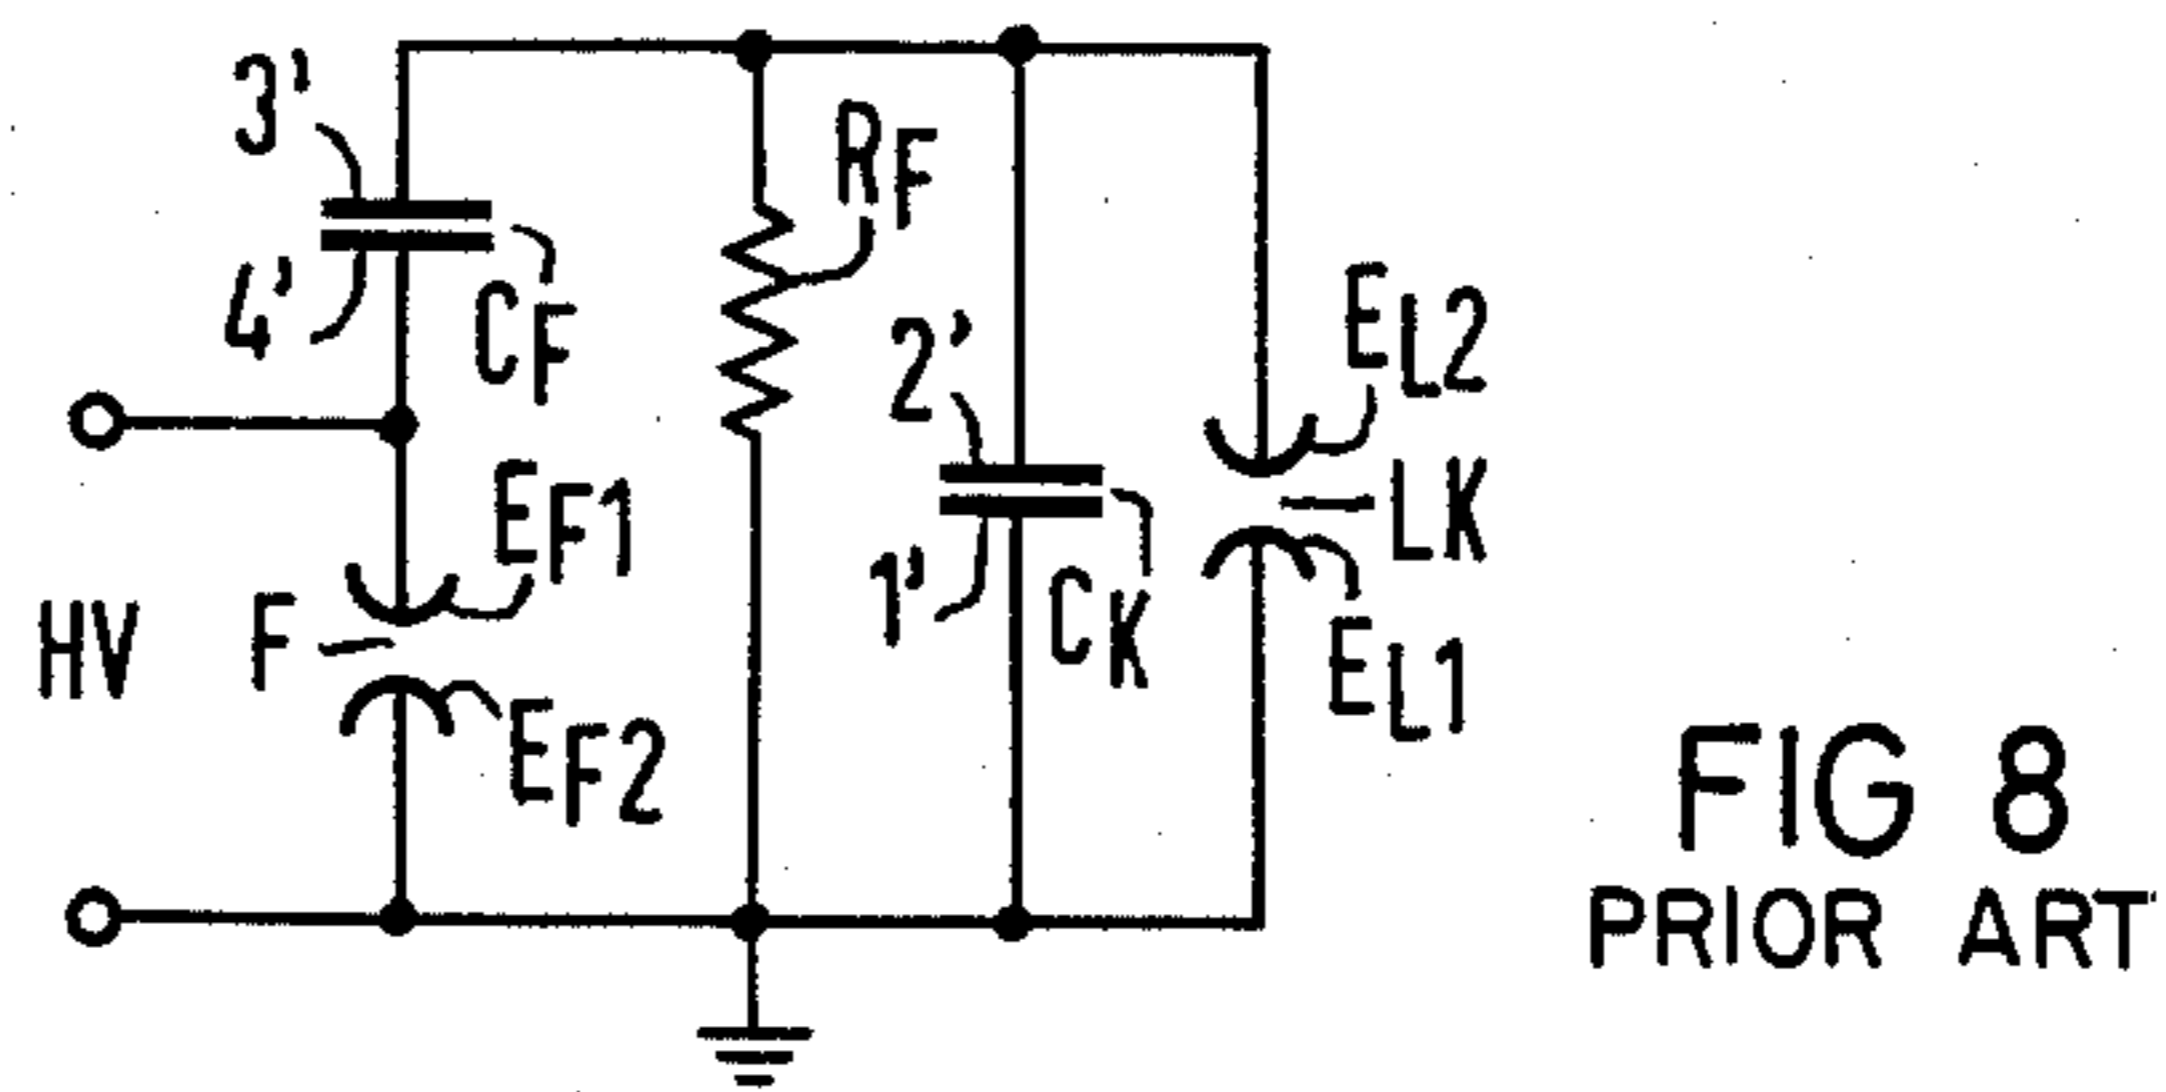 3'
4'
CF
RF
2'
1'
CK
EL2
LK
EL1
EF1
HV
F
EF2
FIG 8
PRIOR ART